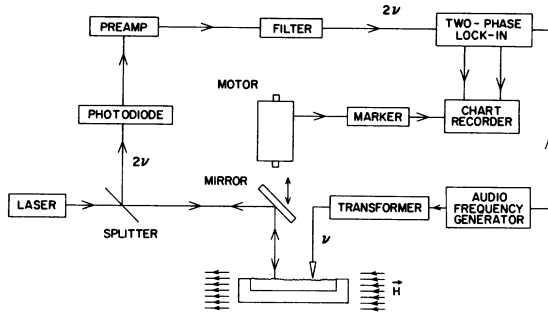 PREAMP
FILTER
2ν
TWO-PHASE
LOCK-IN
MOTOR
PHOTODIODE
MARKER
CHART
RECORDER
2ν
MIRROR
LASER
SPLITTER
TRANSFORMER
AUDIO
FREQUENCY
GENERATOR
ν
H